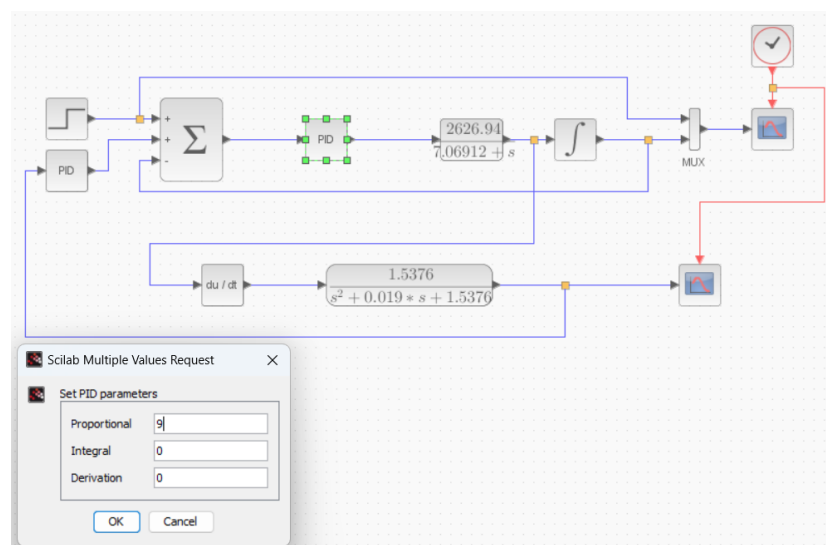 +
+
-
Σ
PID
2626.94
7.06912 + s
∫
MUX
PID
du / dt
1.5376
s² + 0.019 * s + 1.5376
Scilab Multiple Values Request
Set PID parameters
Proportional 9
Integral 0
Derivation 0
OK Cancel